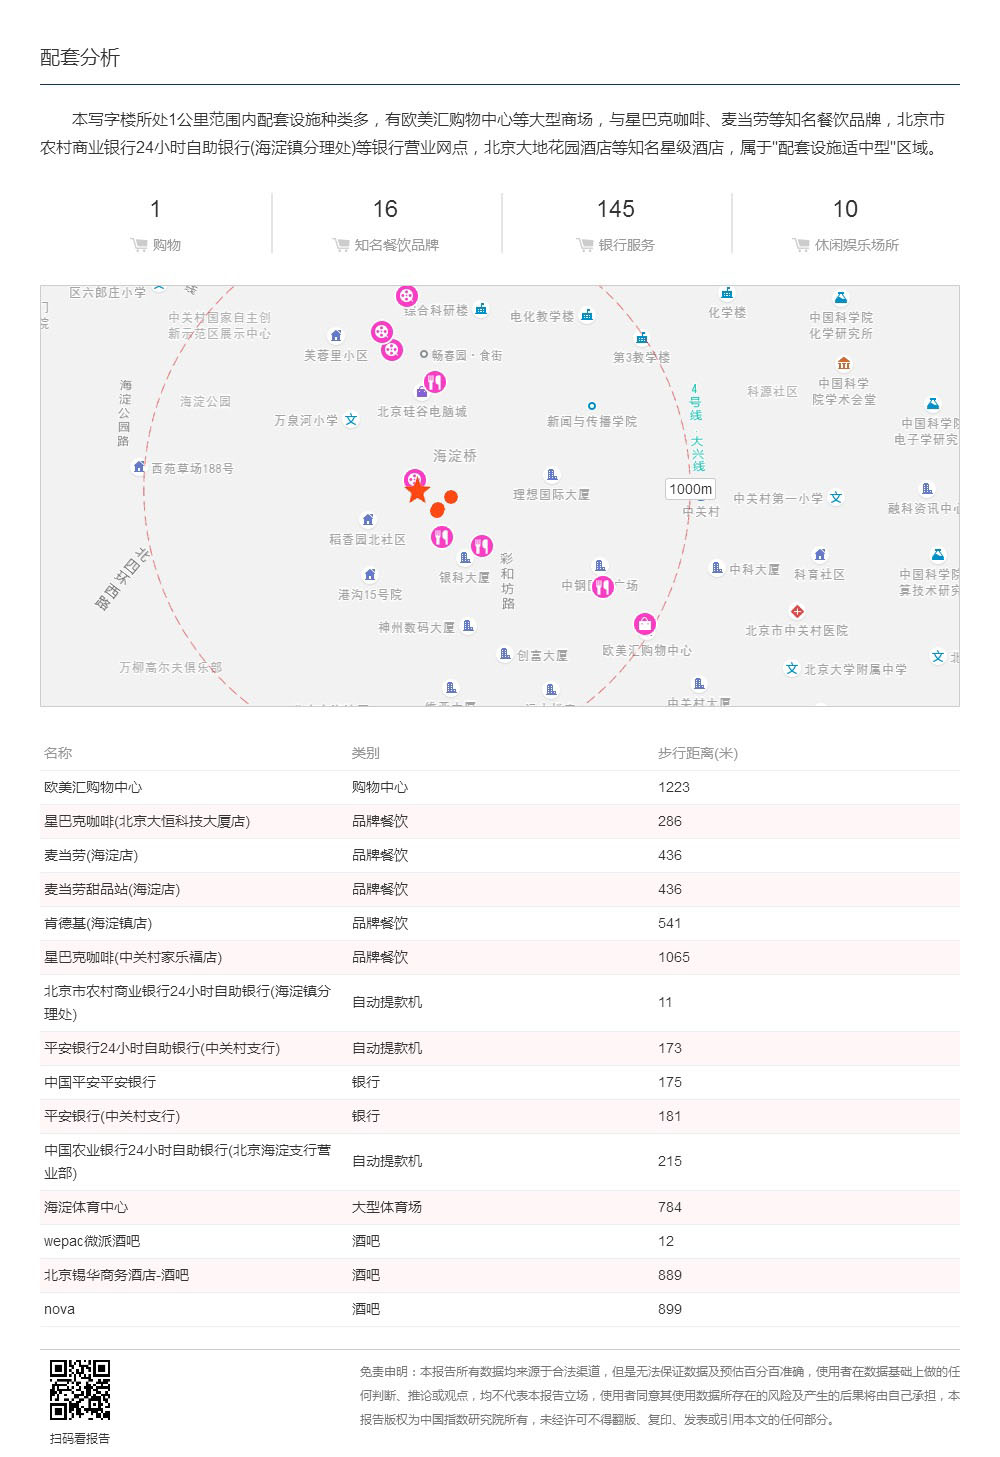 配套分析
本写字楼所处1公里范围内配套设施种类多，有欧美汇购物中心等大型商场，与星巴克咖啡、麦当劳等知名餐饮品牌，北京市
农村商业银行24小时自助银行(海淀镇分理处)等银行营业网点，北京大地花园酒店等知名星级酒店，属于"配套设施适中型"区域。
1
16
145
10
购物
知名餐饮品牌
银行服务
休闲娱乐场所
区六郎庄小学
综合科研楼
电化教学楼
化学楼
中国科学院
化学研究所
中关村国家自主创
新示范区展示中心
芙蓉里小区
畅春园·食街
第3教学楼
中国科学
院学术会堂
科源社区
4号线·大兴线
海淀公园路
海淀公园
万泉河小学
北京硅谷电脑城
新闻与传播学院
中国科学院
电子学研究
海淀桥
西苑草场188号
理想国际大厦
1000m
中关村
中关村第一小学
融科资讯中心
稻香园北社区
北四环西路
银科大厦
彩和坊路
港沟15号院
中钢国
广场
中科大厦
科育社区
中国科学院
算技术研究
神州数码大厦
北京市中关村医院
创富大厦
欧美汇购物中心
万柳高尔夫俱乐部
北京大学附属中学
北
中关村大厦
名称 类别 步行距离(米)
欧美汇购物中心 购物中心 1223
星巴克咖啡(北京大恒科技大厦店) 品牌餐饮 286
麦当劳(海淀店) 品牌餐饮 436
麦当劳甜品站(海淀店) 品牌餐饮 436
肯德基(海淀镇店) 品牌餐饮 541
星巴克咖啡(中关村家乐福店) 品牌餐饮 1065
北京市农村商业银行24小时自助银行(海淀镇分
理处) 自动提款机 11
平安银行24小时自助银行(中关村支行) 自动提款机 173
中国平安平安银行 银行 175
平安银行(中关村支行) 银行 181
中国农业银行24小时自助银行(北京海淀支行营
业部) 自动提款机 215
海淀体育中心 大型体育场 784
wepac微派酒吧 酒吧 12
北京锡华商务酒店-酒吧 酒吧 889
nova 酒吧 899
免责申明：本报告所有数据均来源于合法渠道，但是无法保证数据及预估百分百准确，使用者在数据基础上做的任
何判断、推论或观点，均不代表本报告立场，使用者同意其使用数据所存在的风险及产生的后果将由自己承担，本
报告版权为中国指数研究院所有，未经许可不得翻版、复印、发表或引用本文的任何部分。
扫码看报告